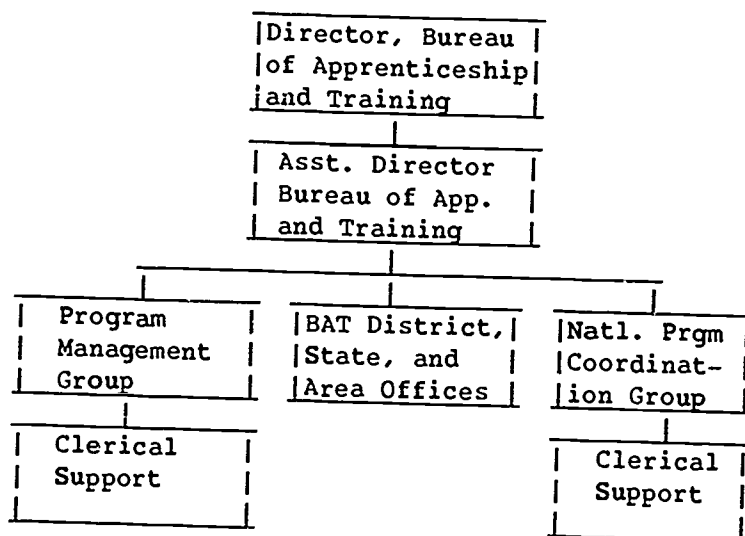 Director, Bureau
of Apprenticeship
and Training
Asst. Director
Bureau of App.
and Training
Program
Management
Group
BAT District,
State, and
Area Offices
Natl. Prgm
Coordinat-
ion Group
Clerical
Support
Clerical
Support